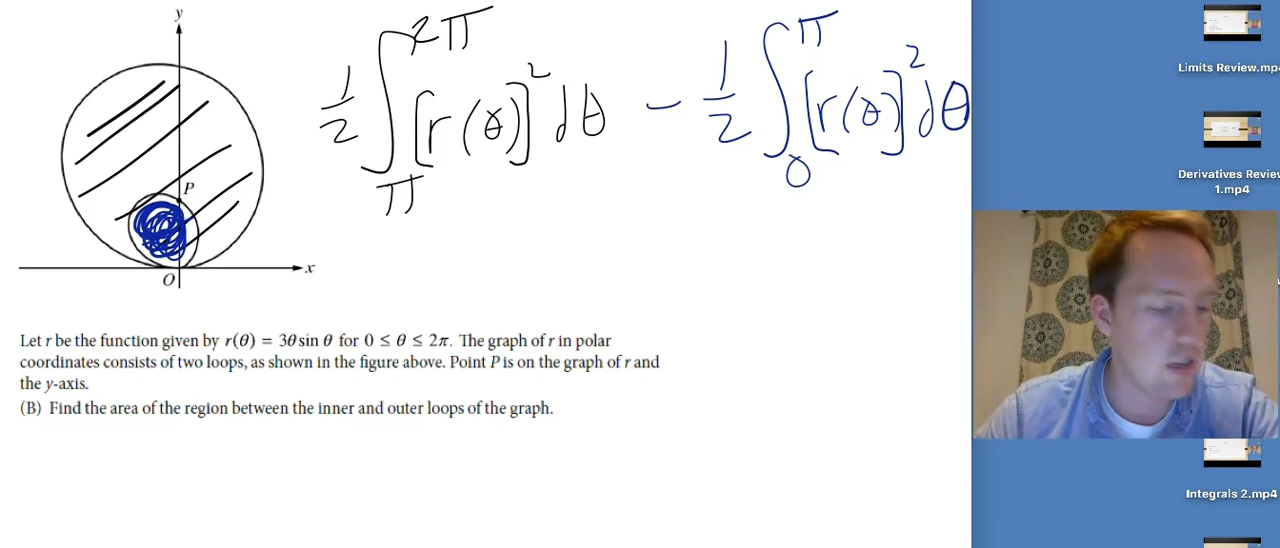 y
P
x
O
1/2 ∫_π^2π [r(θ)]² dθ - 1/2 ∫_0^π [r(θ)]² dθ
Let r be the function given by r(θ) = 3θ sin θ for 0 ≤ θ ≤ 2π. The graph of r in polar
coordinates consists of two loops, as shown in the figure above. Point P is on the graph of r and
the y-axis.
(B) Find the area of the region between the inner and outer loops of the graph.
Limits Review.mp4
Derivatives Review
1.mp4
Integrals 2.mp4